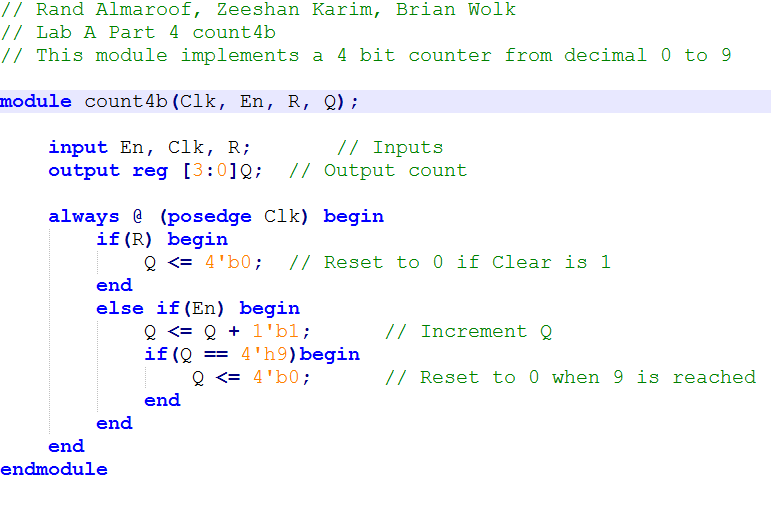 // Rand Almaroof, Zeeshan Karim, Brian Wolk
// Lab A Part 4 count4b
// This module implements a 4 bit counter from decimal 0 to 9
module count4b(Clk, En, R, Q);
input En, Clk, R; // Inputs
output reg [3:0]Q; // Output count
always @ (posedge Clk) begin
if(R) begin
Q <= 4'b0; // Reset to 0 if Clear is 1
end
else if(En) begin
Q <= Q + 1'b1; // Increment Q
if(Q == 4'h9)begin
Q <= 4'b0; // Reset to 0 when 9 is reached
end
end
end
endmodule